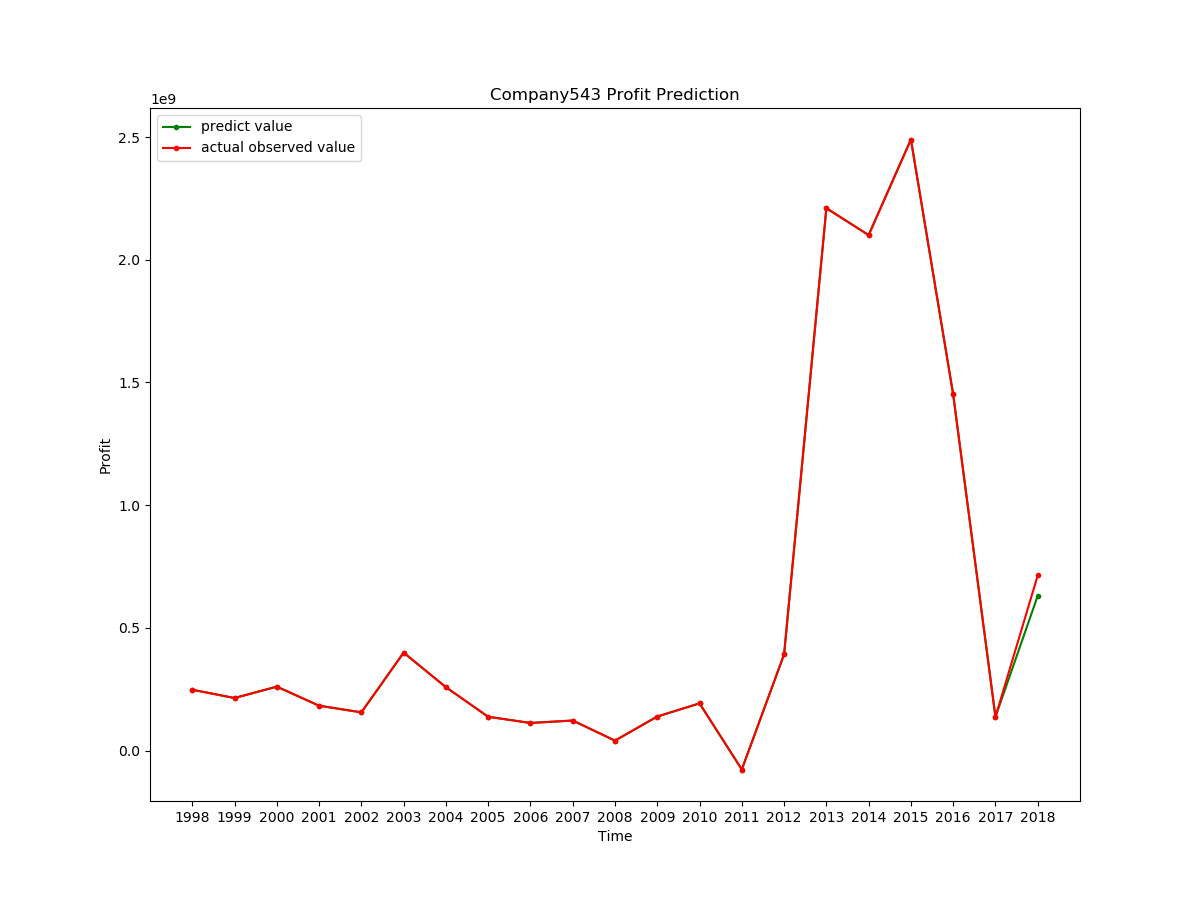 Company543 Profit Prediction
1e9
predict value
actual observed value
2.5
2.0
1.5
1.0
0.5
0.0
Profit
1998 1999 2000 2001 2002 2003 2004 2005 2006 2007 2008 2009 2010 2011 2012 2013 2014 2015 2016 2017 2018
Time